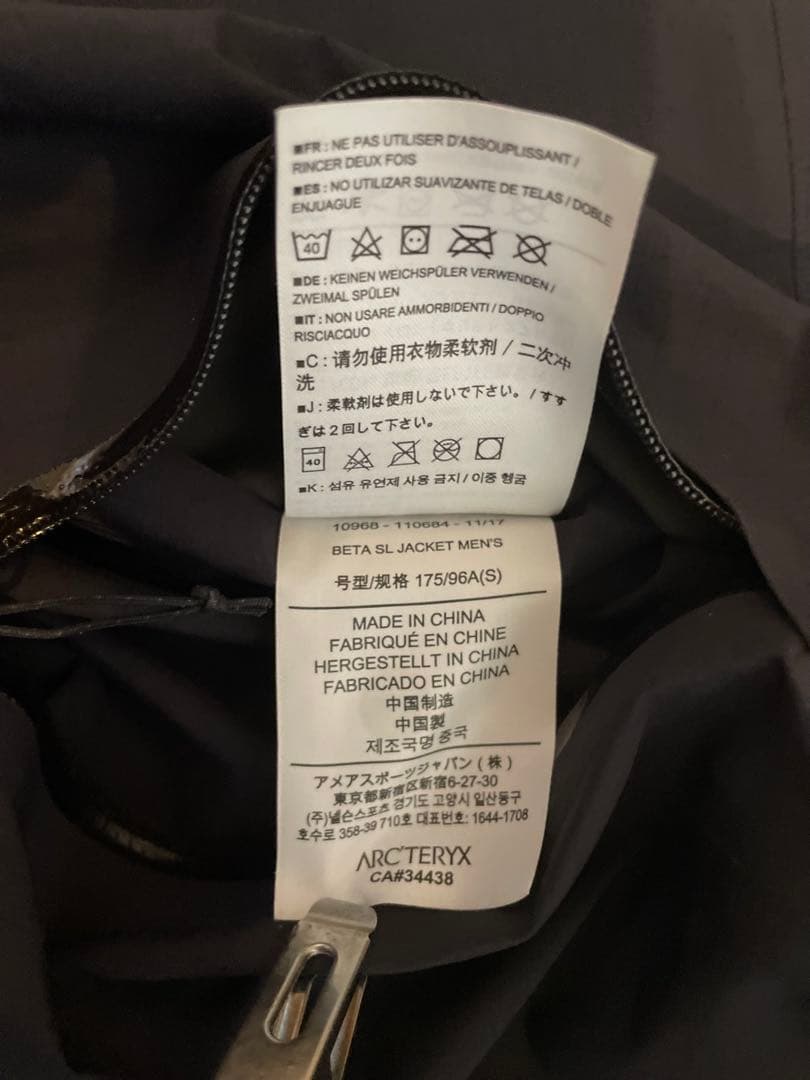 ■FR : NE PAS UTILISER D'ASSOUPLISSANT /
RINCER DEUX FOIS
■ES : NO UTILIZAR SUAVIZANTE DE TELAS / DOBLE
ENJUAGUE
40
■DE : KEINEN WEICHSPÜLER VERWENDEN /
ZWEIMAL SPÜLEN
■IT : NON USARE AMMORBIDENTI / DOPPIO
RISCIACQUO
■C : 请勿使用衣物柔软剂 / 二次冲
洗
■J : 柔軟剤は使用しないで下さい。/ すす
ぎは2回して下さい。
40
■K : 섬유 유연제 사용 금지 / 이중 헹굼
10968 - 110684 - 11/17
BETA SL JACKET MEN'S
号型/规格 175/96A(S)
MADE IN CHINA
FABRIQUÉ EN CHINE
HERGESTELLT IN CHINA
FABRICADO EN CHINA
中国制造
中国製
제조국명 중국
アメアスポーツジャパン (株)
東京都新宿区新宿6-27-30
(주)넬슨스포츠 경기도 고양시 일산동구
호수로 358-39 710호 대표번호: 1644-1708
ARC'TERYX
CA#34438